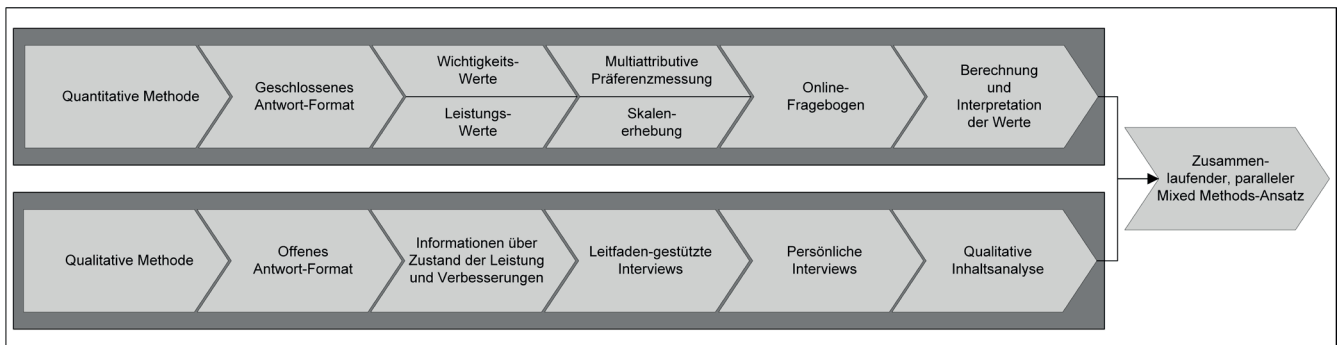 Quantitative Methode
Geschlossenes
Antwort-Format
Wichtigkeits-
Werte
Leistungs-
Werte
Multiattributive
Präferenzmessung
Skalen-
erhebung
Online-
Fragebogen
Berechnung
und
Interpretation
der Werte
Qualitative Methode
Offenes
Antwort-Format
Informationen über
Zustand der Leistung
und Verbesserungen
Leitfaden-gestützte
Interviews
Persönliche
Interviews
Qualitative
Inhaltsanalyse
Zusammen-
laufender, paralleler
Mixed Methods-Ansatz